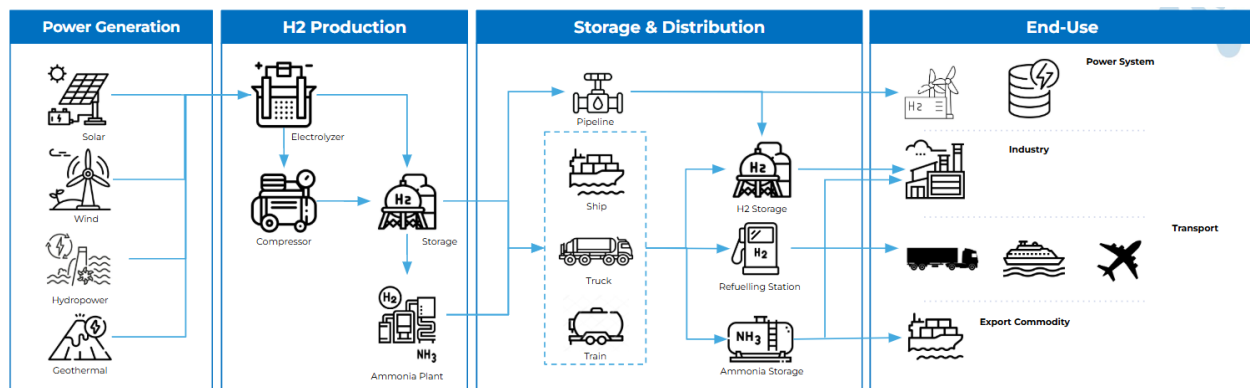 Power Generation
H2 Production
Storage & Distribution
End-Use
Solar
Wind
Hydropower
Geothermal
+ −
Electrolyzer
Compressor
H2
Storage
H2
NH3
Ammonia Plant
Pipeline
Ship
Truck
Train
H2
H2 Storage
H2
Refuelling Station
NH3
Ammonia Storage
H2
Power System
Industry
Transport
Export Commodity